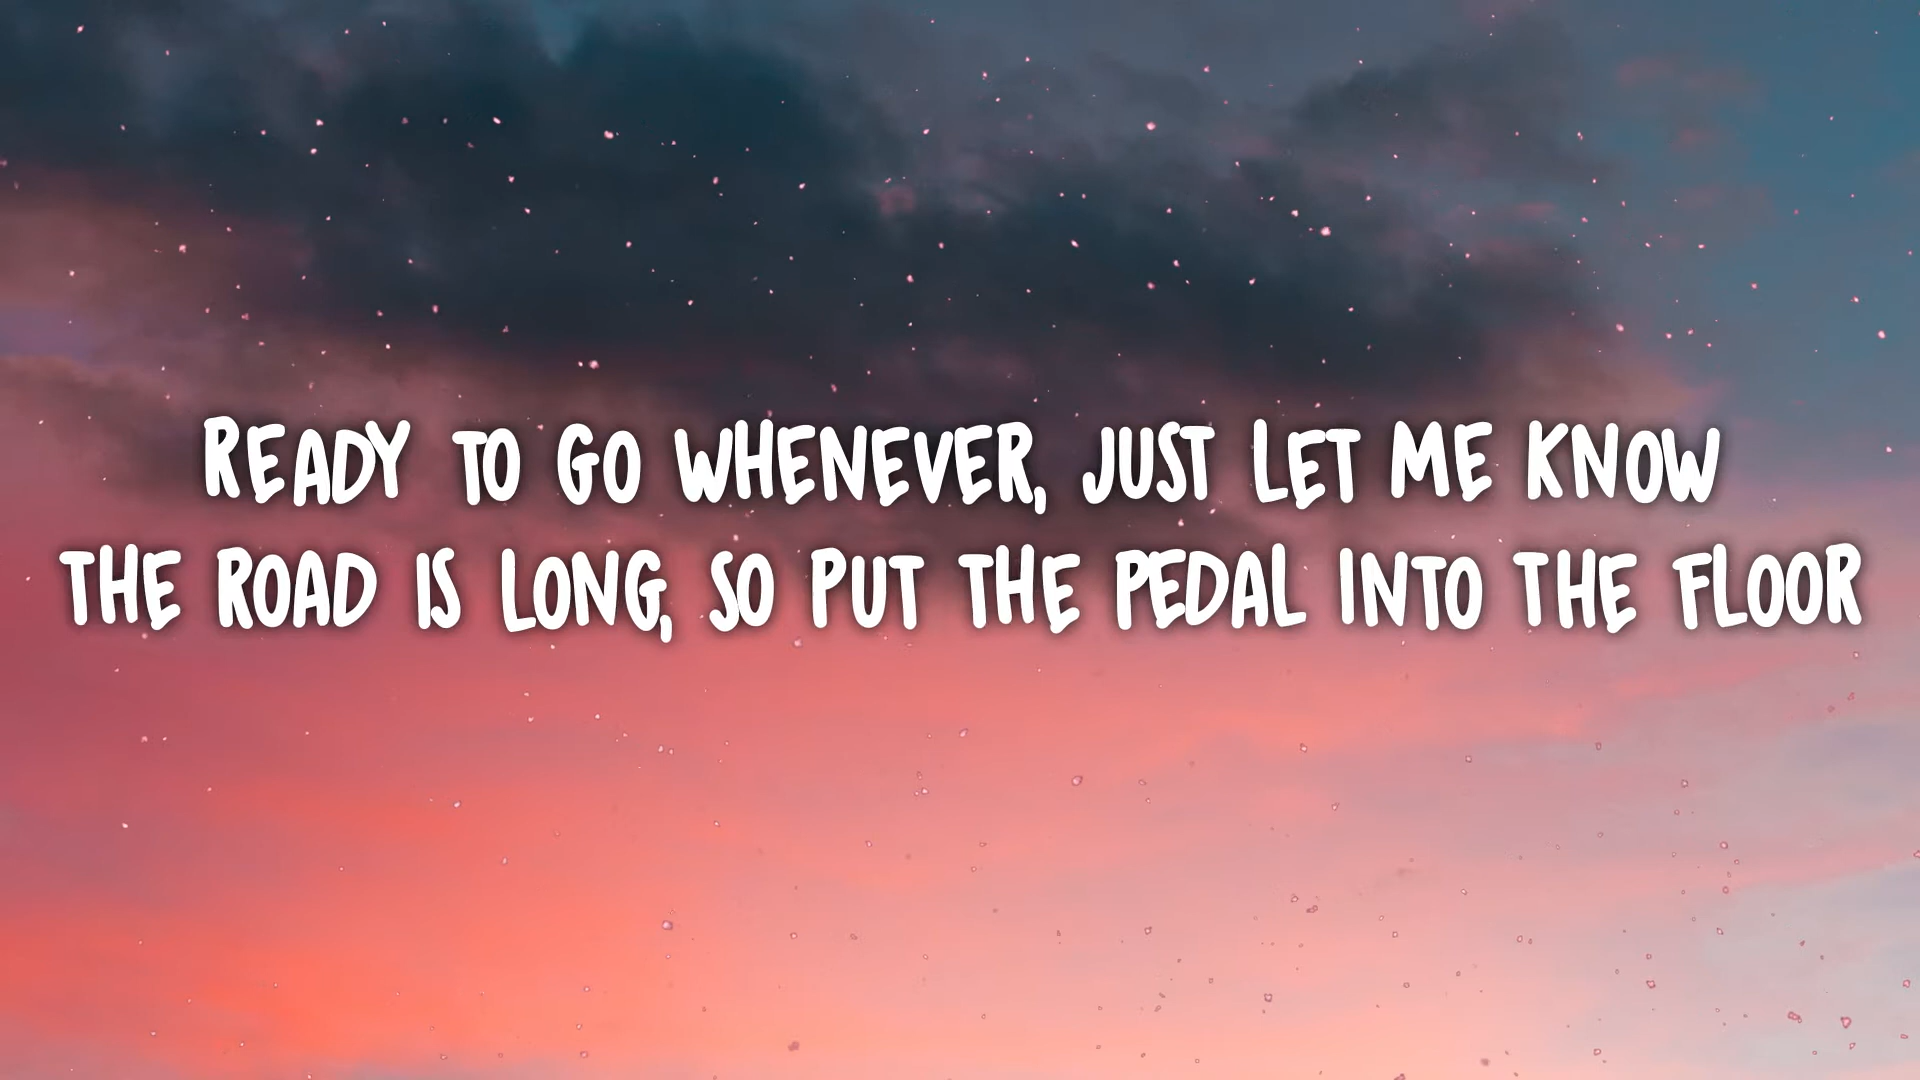 READY TO GO WHENEVER, JUST LET ME KNOW
THE ROAD IS LONG, SO PUT THE PEDAL INTO THE FLOOR